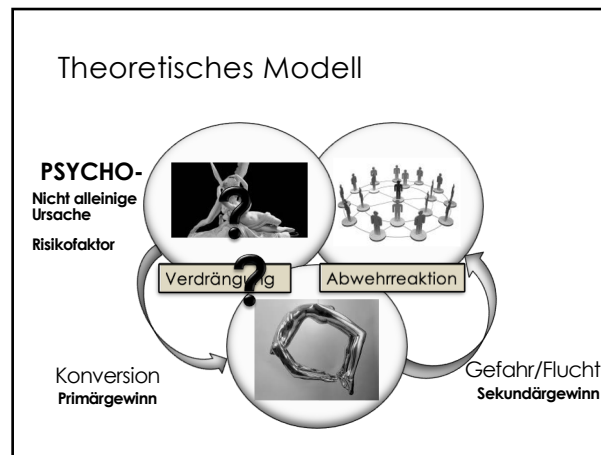 Theoretisches Modell
PSYCHO-
Nicht alleinige
Ursache
Risikofaktor
?
Verdrängung
?
Abwehrreaktion
Konversion
Primärgewinn
Gefahr/Flucht
Sekundärgewinn